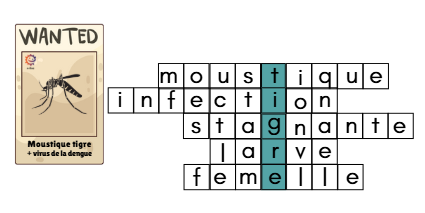 WANTED
Moustique tigre
+ virus de la dengue
moustique
infection
stagnante
larve
femelle